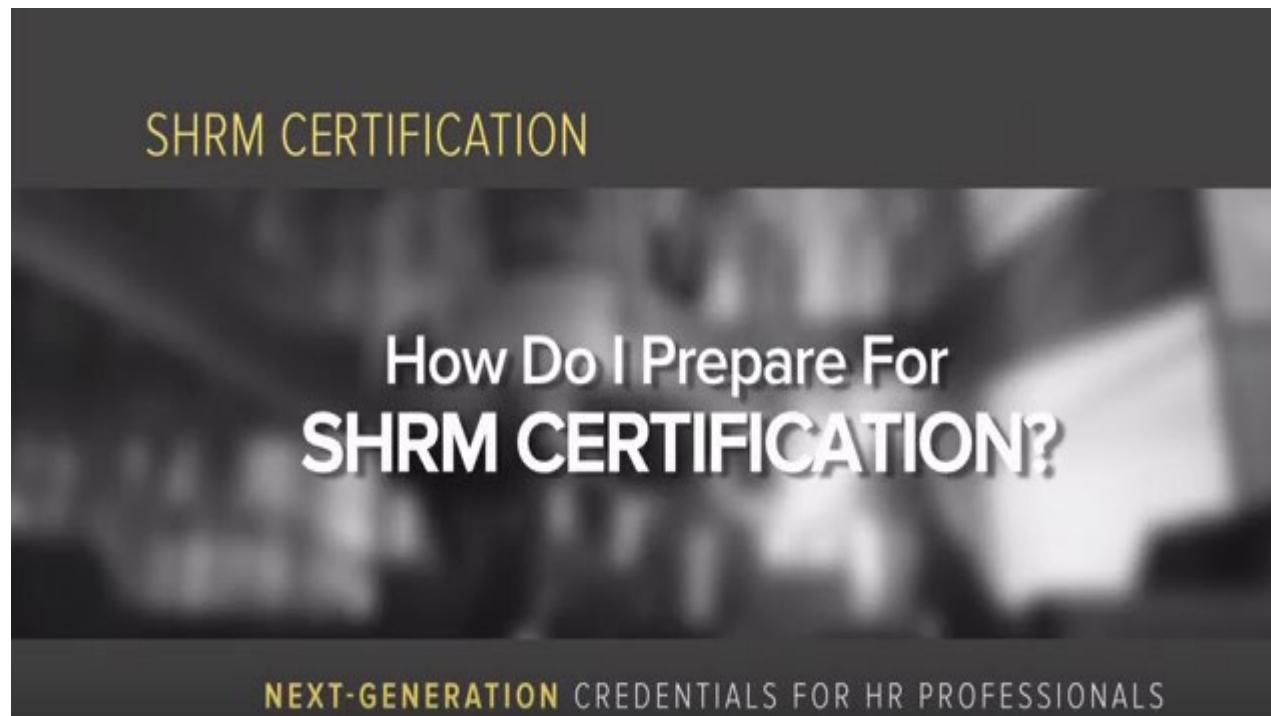 SHRM CERTIFICATION
How Do I Prepare For
SHRM CERTIFICATION?
NEXT-GENERATION CREDENTIALS FOR HR PROFESSIONALS